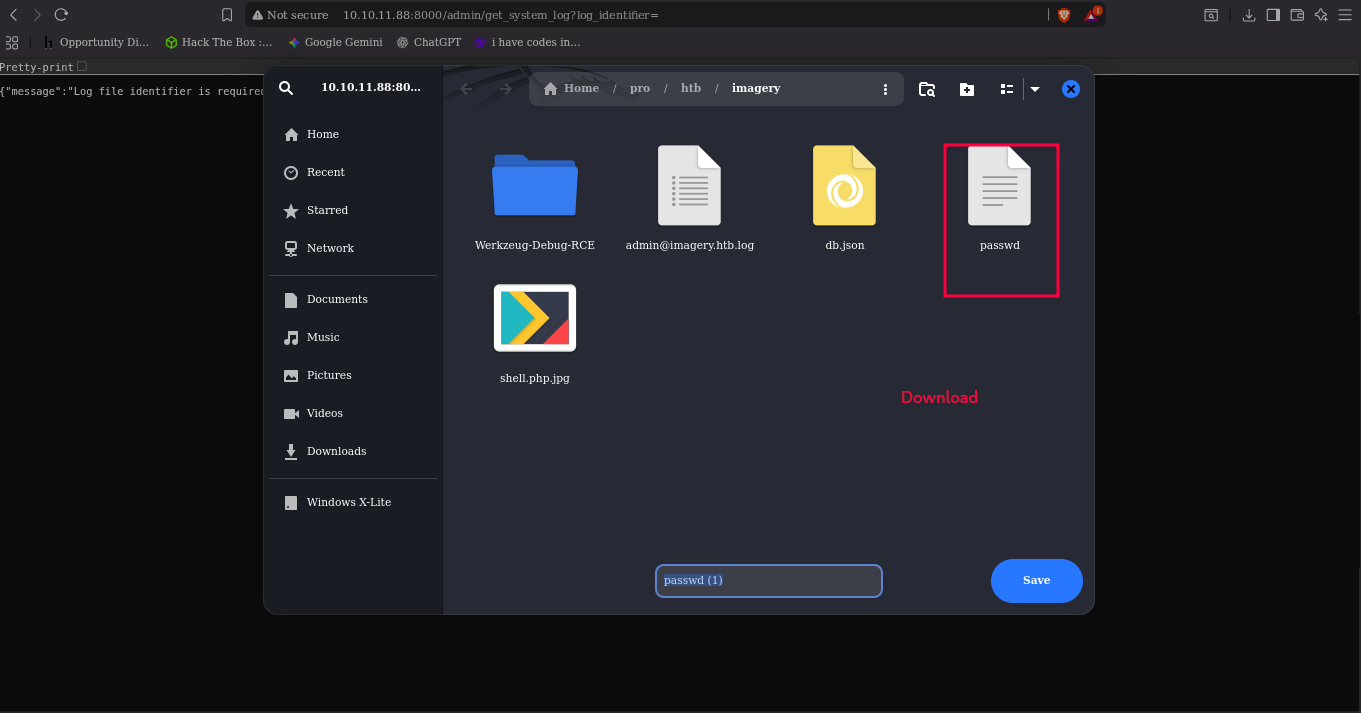 Not secure 10.10.11.88:8000/admin/get_system_log?log_identifier=
1
Opportunity Di... Hack The Box :... Google Gemini ChatGPT i have codes in...
Pretty-print
{"message":"Log file identifier is required
10.10.11.88:80...
Home / pro / htb / imagery
Home
Recent
Starred
Network
Documents
Music
Pictures
Videos
Downloads
Windows X-Lite
Werkzeug-Debug-RCE
admin@imagery.htb.log
db.json
passwd
shell.php.jpg
Download
passwd (1)
Save